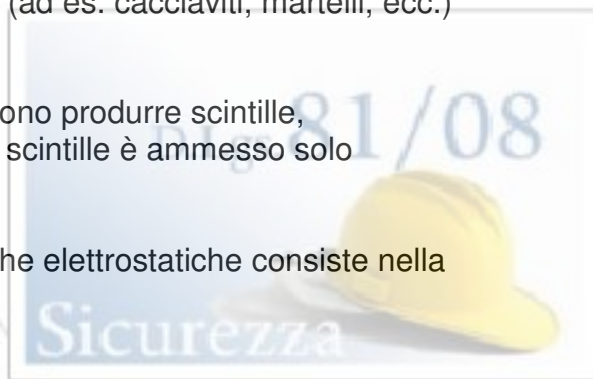 (ad es. cacciaviti, martelli, ecc.)
ono produrre scintille,
D.Lgs 81/08
scintille è ammesso solo
he elettrostatiche consiste nella
Sicurezza